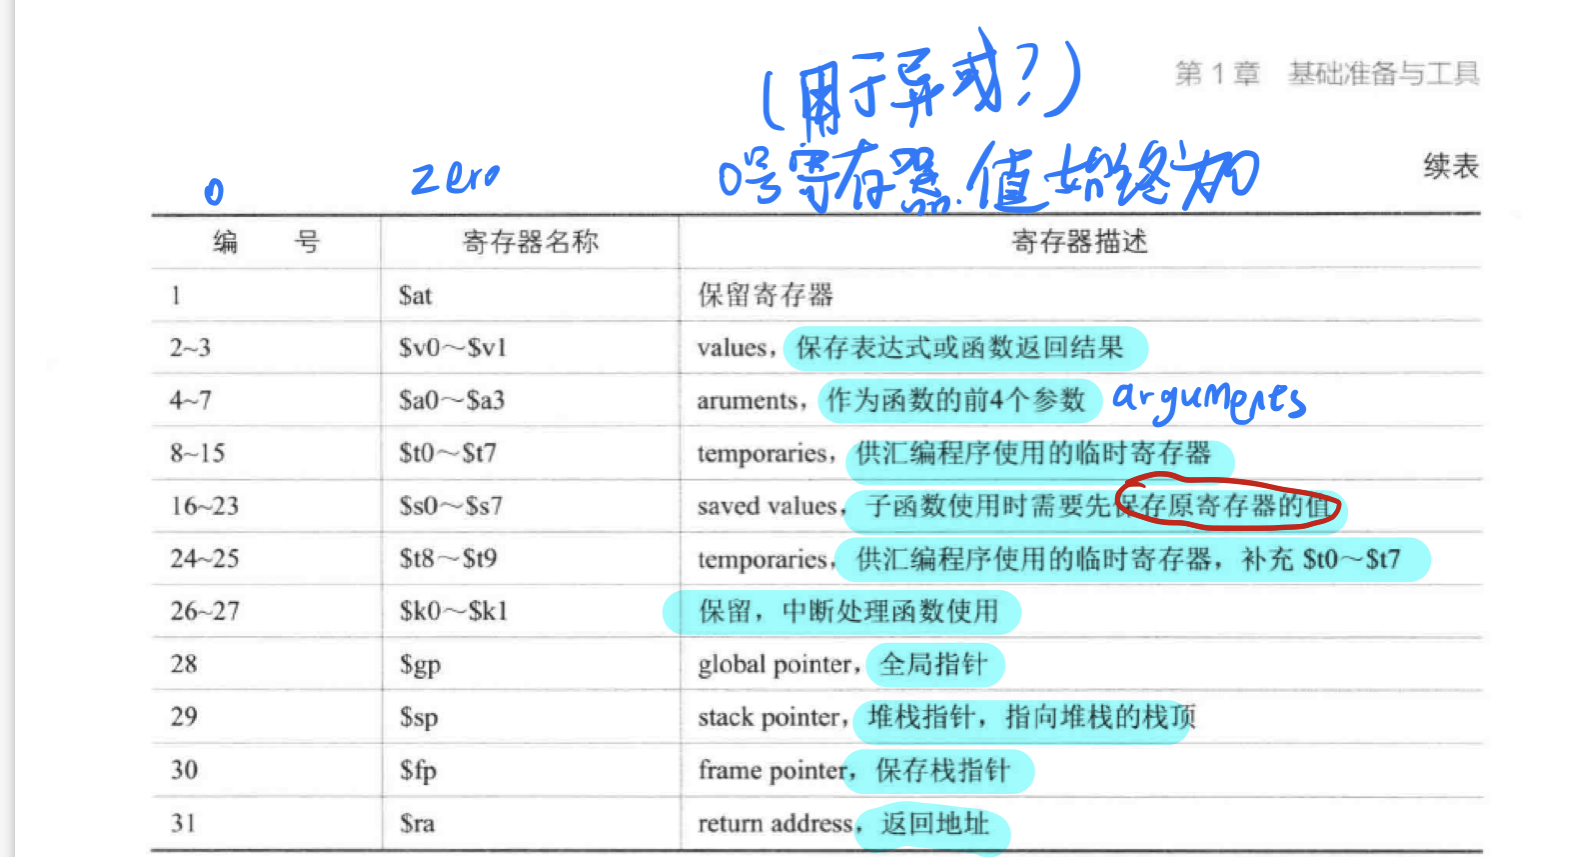 (用于异或?)
第 1 章 基础准备与工具
0 zero 0号寄存器.值始终为0
续表
编 号 寄存器名称 寄存器描述
1 $at 保留寄存器
2~3 $v0～$v1 values，保存表达式或函数返回结果
4~7 $a0～$a3 aruments，作为函数的前4个参数 arguments
8~15 $t0～$t7 temporaries，供汇编程序使用的临时寄存器
16~23 $s0～$s7 saved values，子函数使用时需要先保存原寄存器的值
24~25 $t8～$t9 temporaries，供汇编程序使用的临时寄存器，补充 $t0～$t7
26~27 $k0～$k1 保留，中断处理函数使用
28 $gp global pointer，全局指针
29 $sp stack pointer，堆栈指针，指向堆栈的栈顶
30 $fp frame pointer，保存栈指针
31 $ra return address，返回地址